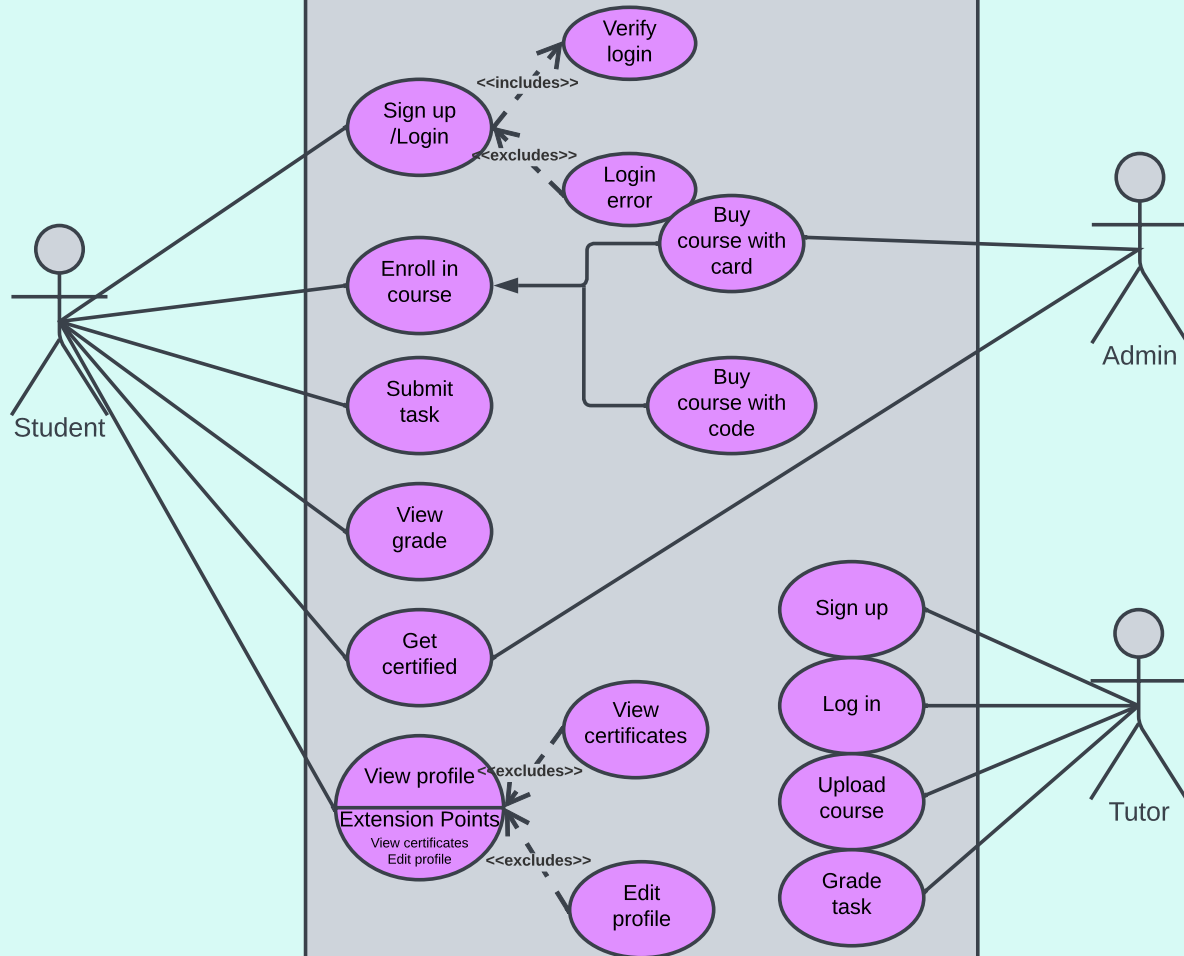 Verify
login
<<includes>>
Sign up
/Login
<<excludes>>
Login
error
Buy
course with
card
Enroll in
course
Admin
Submit
task
Buy
course with
code
Student
View
grade
Sign up
Get
certified
Log in
View
certificates
View profile
<<excludes>>
Upload
course
Tutor
Extension Points
View certificates
Edit profile
<<excludes>>
Grade
task
Edit
profile